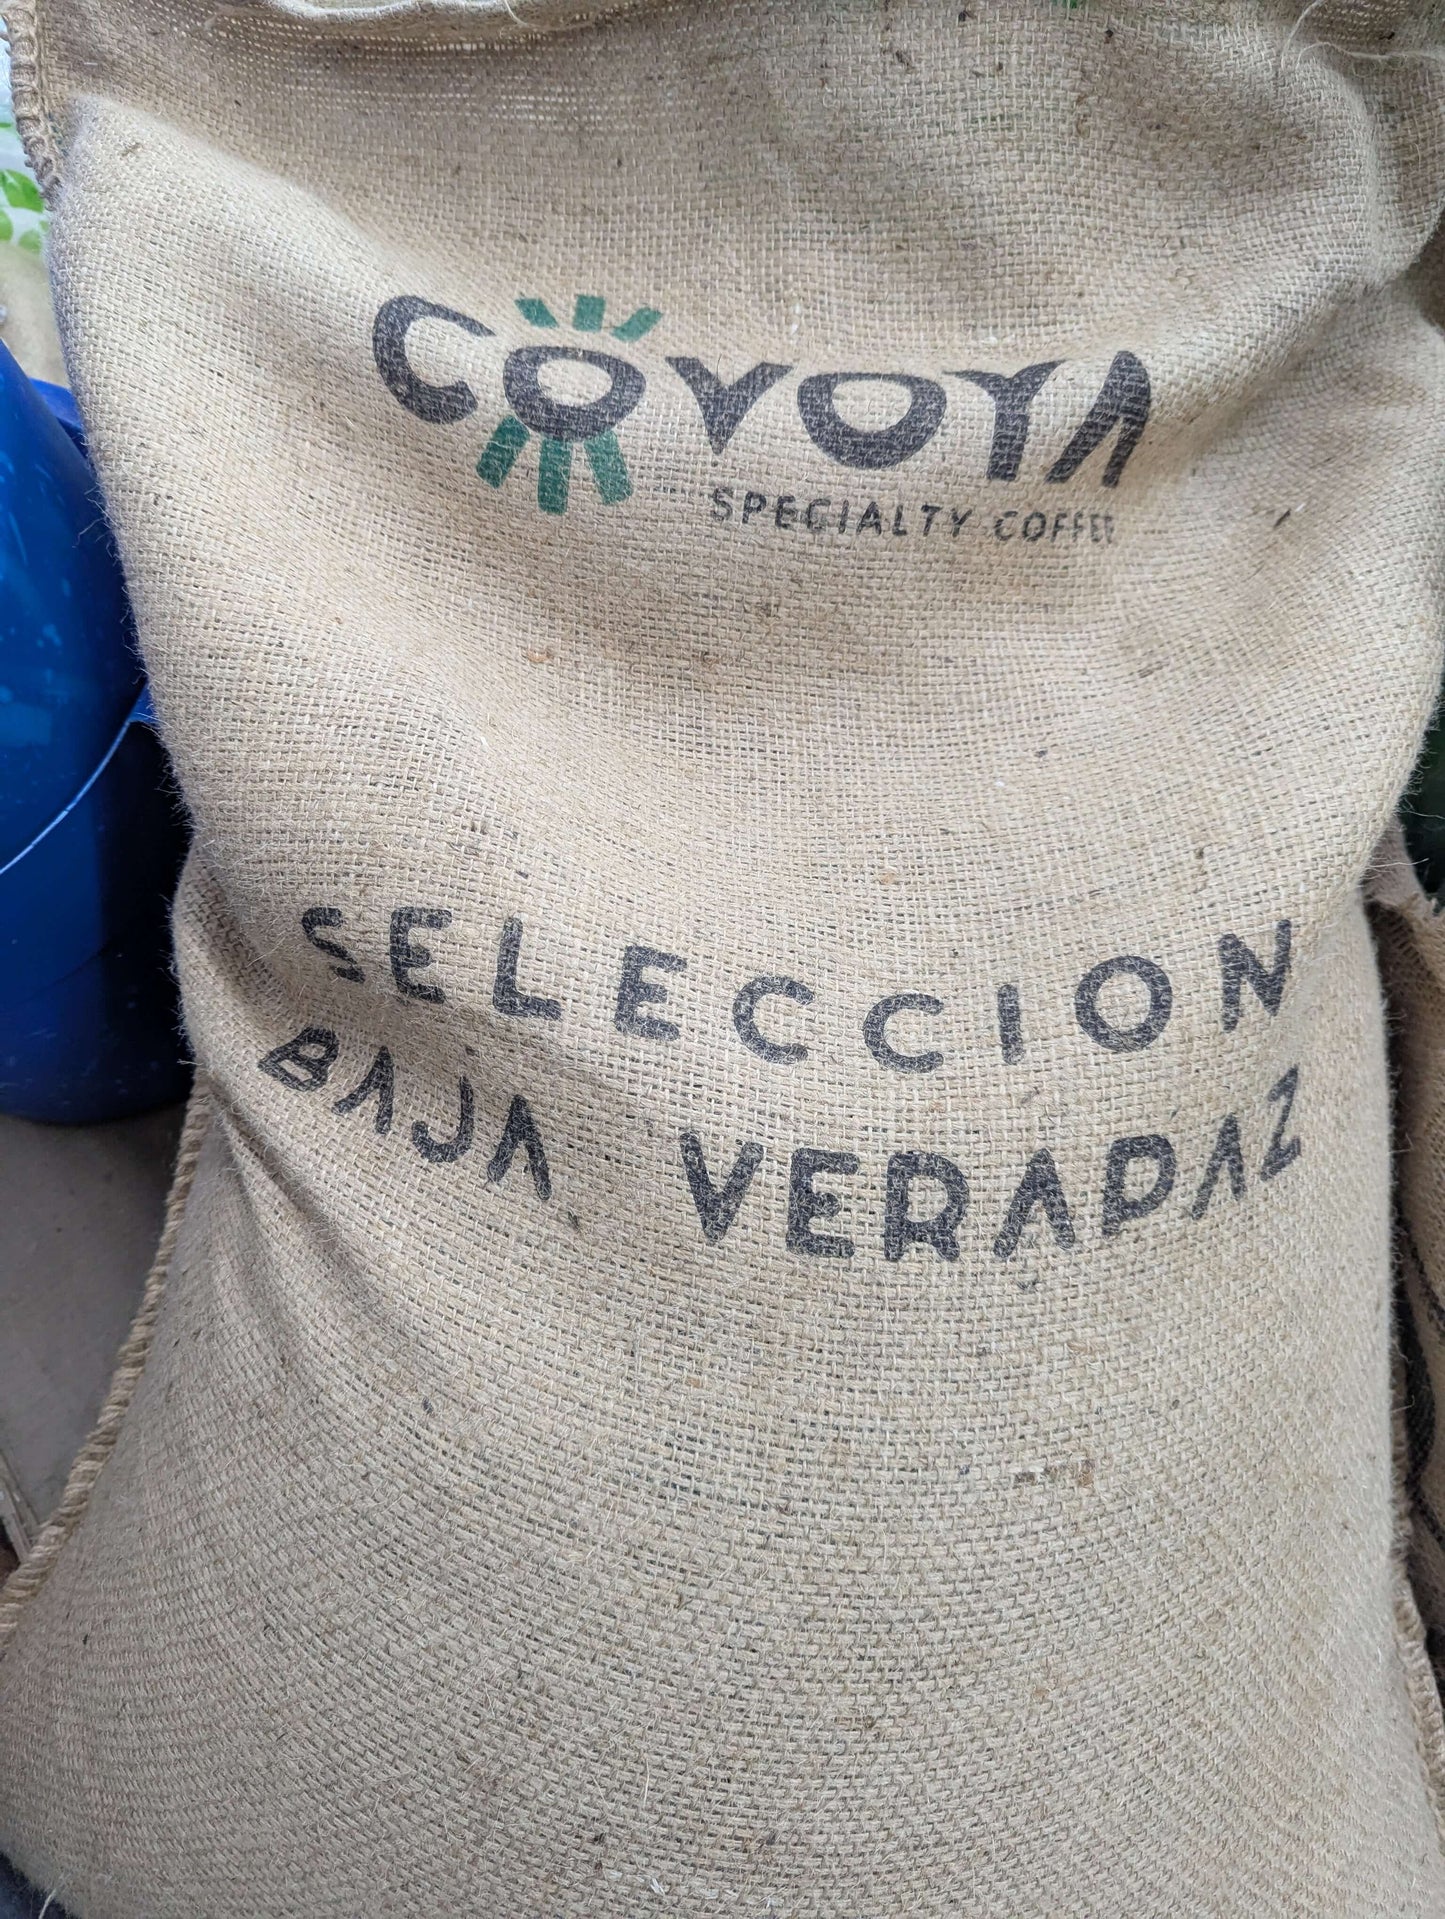 COVOYA
SPECIALTY COFFEE
SELECCION
BAJA VERAPAZ